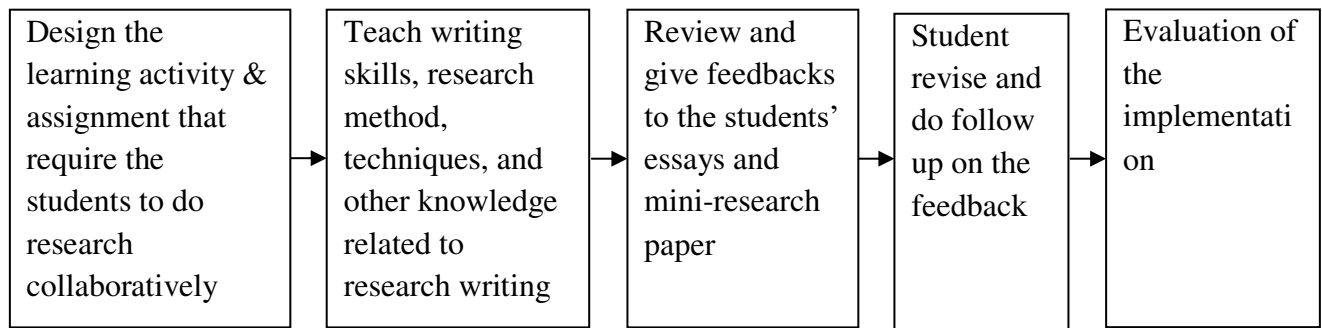 Design the
learning activity &
assignment that
require the
students to do
research
collaboratively
Teach writing
skills, research
method,
techniques, and
other knowledge
related to
research writing
Review and
give feedbacks
to the students’
essays and
mini-research
paper
Student
revise and
do follow
up on the
feedback
Evaluation of
the
implementati
on